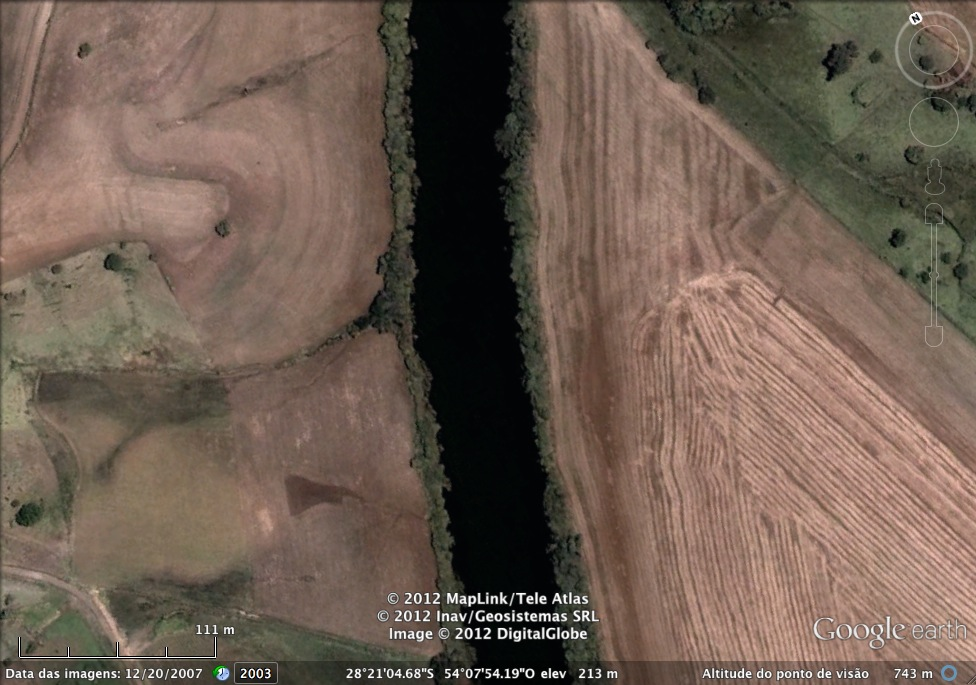 N
© 2012 MapLink/Tele Atlas
© 2012 Inav/Geosistemas SRL
Image © 2012 DigitalGlobe
111 m
Google earth
Data das imagens: 12/20/2007 2003 28°21'04.68"S 54°07'54.19"O elev 213 m Altitude do ponto de visão 743 m